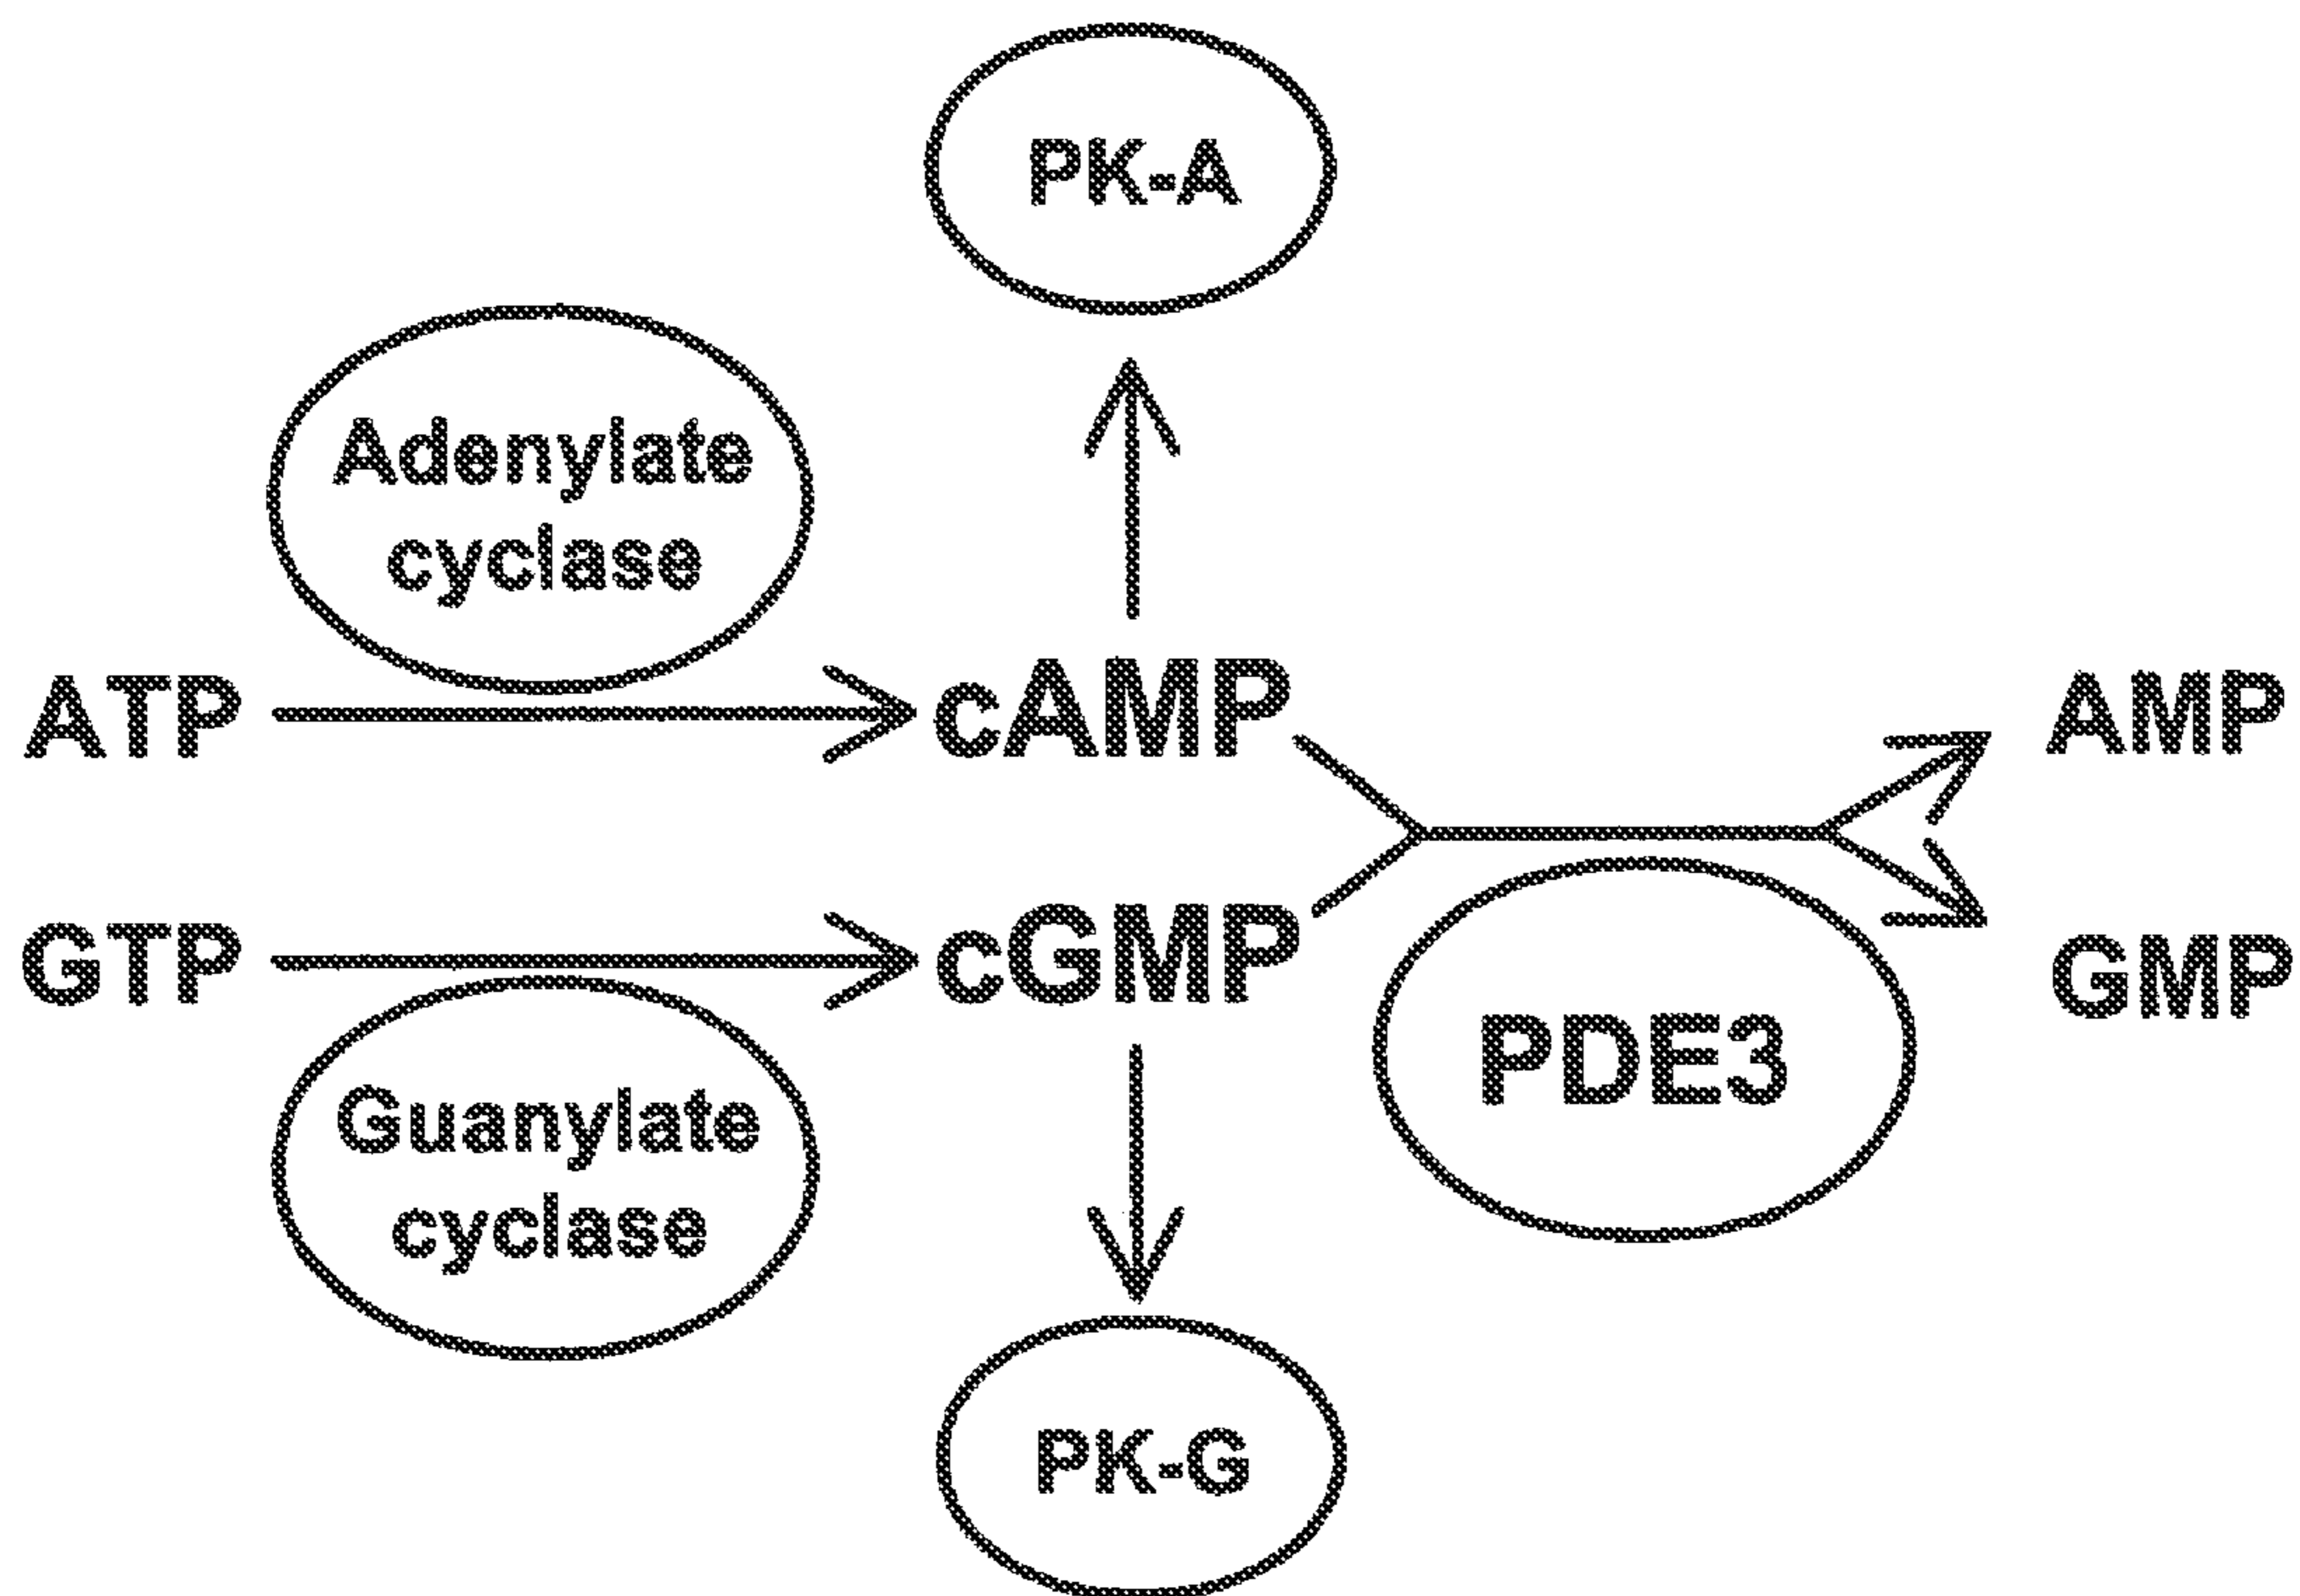 PK-A
Adenylate
cyclase
ATP
cAMP
AMP
GTP
cGMP
GMP
PDE3
Guanylate
cyclase
PK-G